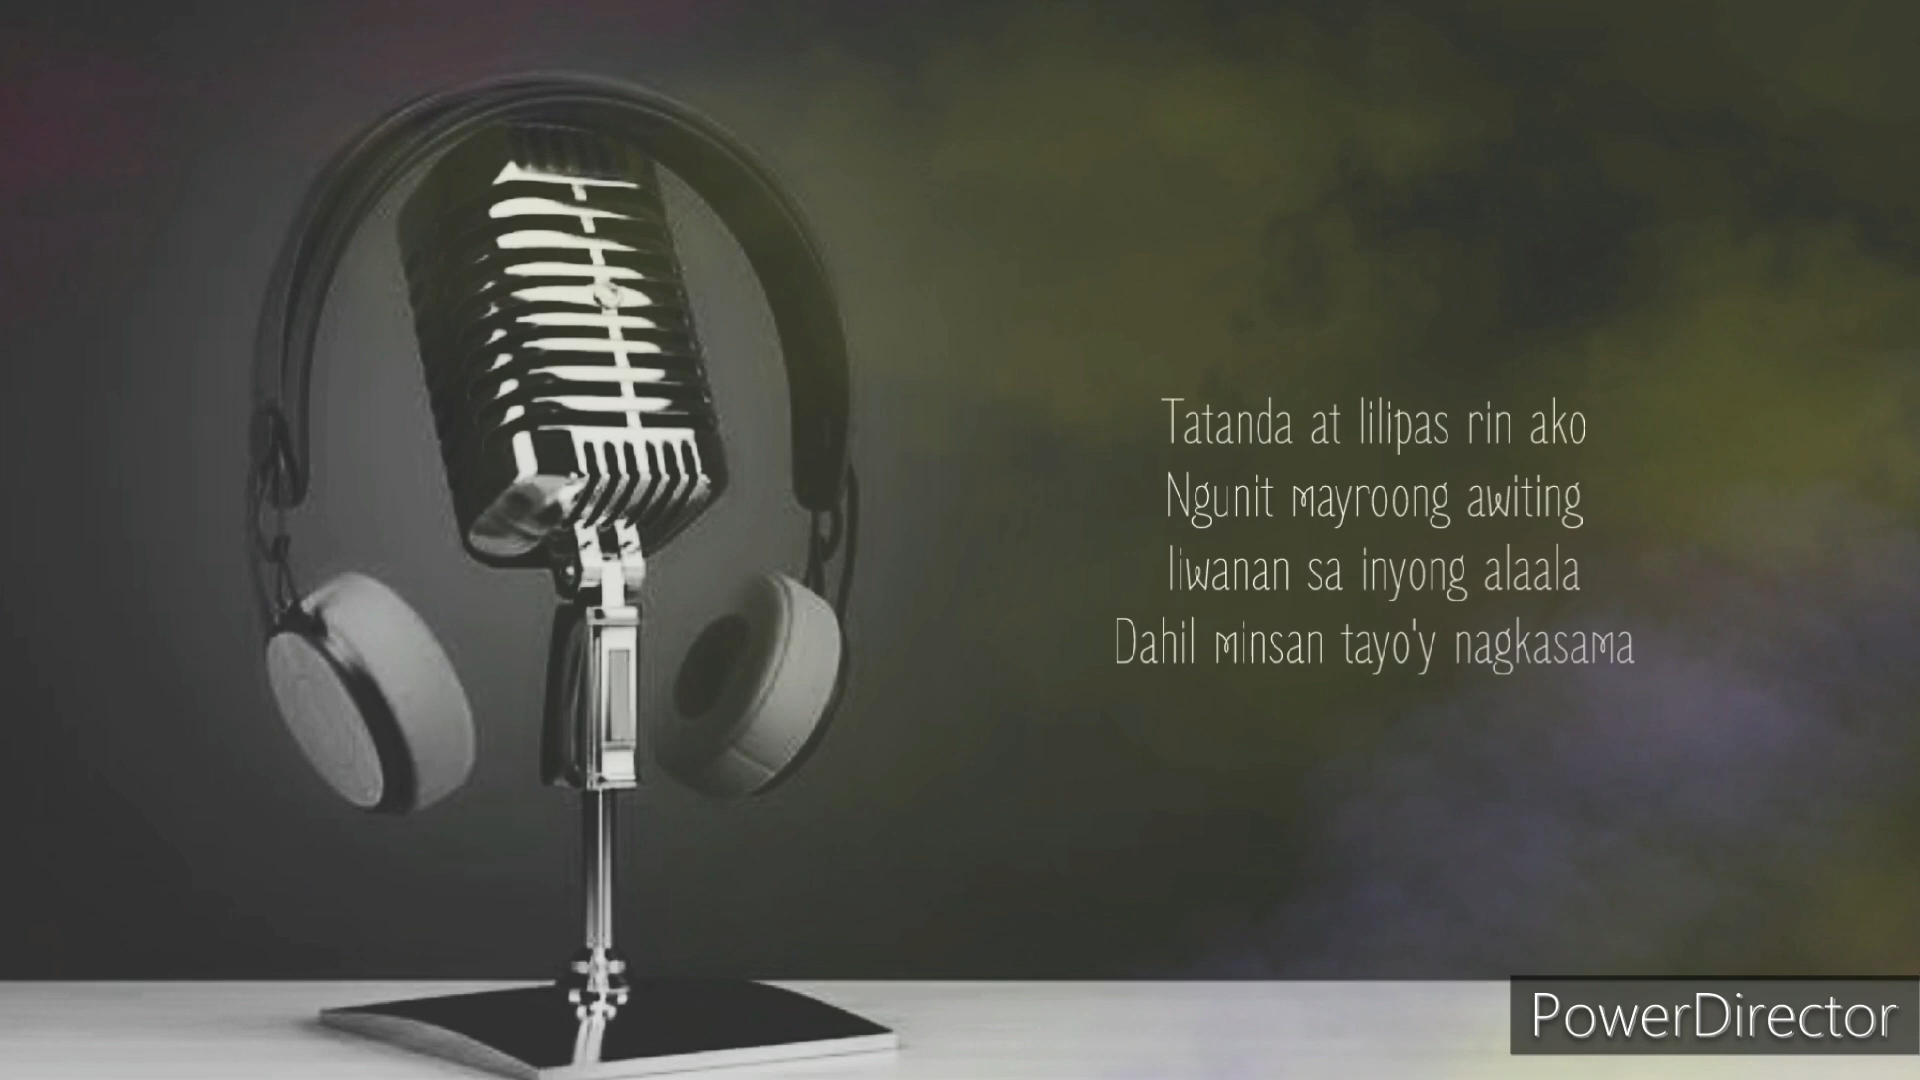 Tatanda at lilipas rin ako
Ngunit mayroong awiting
Iiwanan sa inyong alaala
Dahil minsan tayo'y nagkasama
PowerDirector